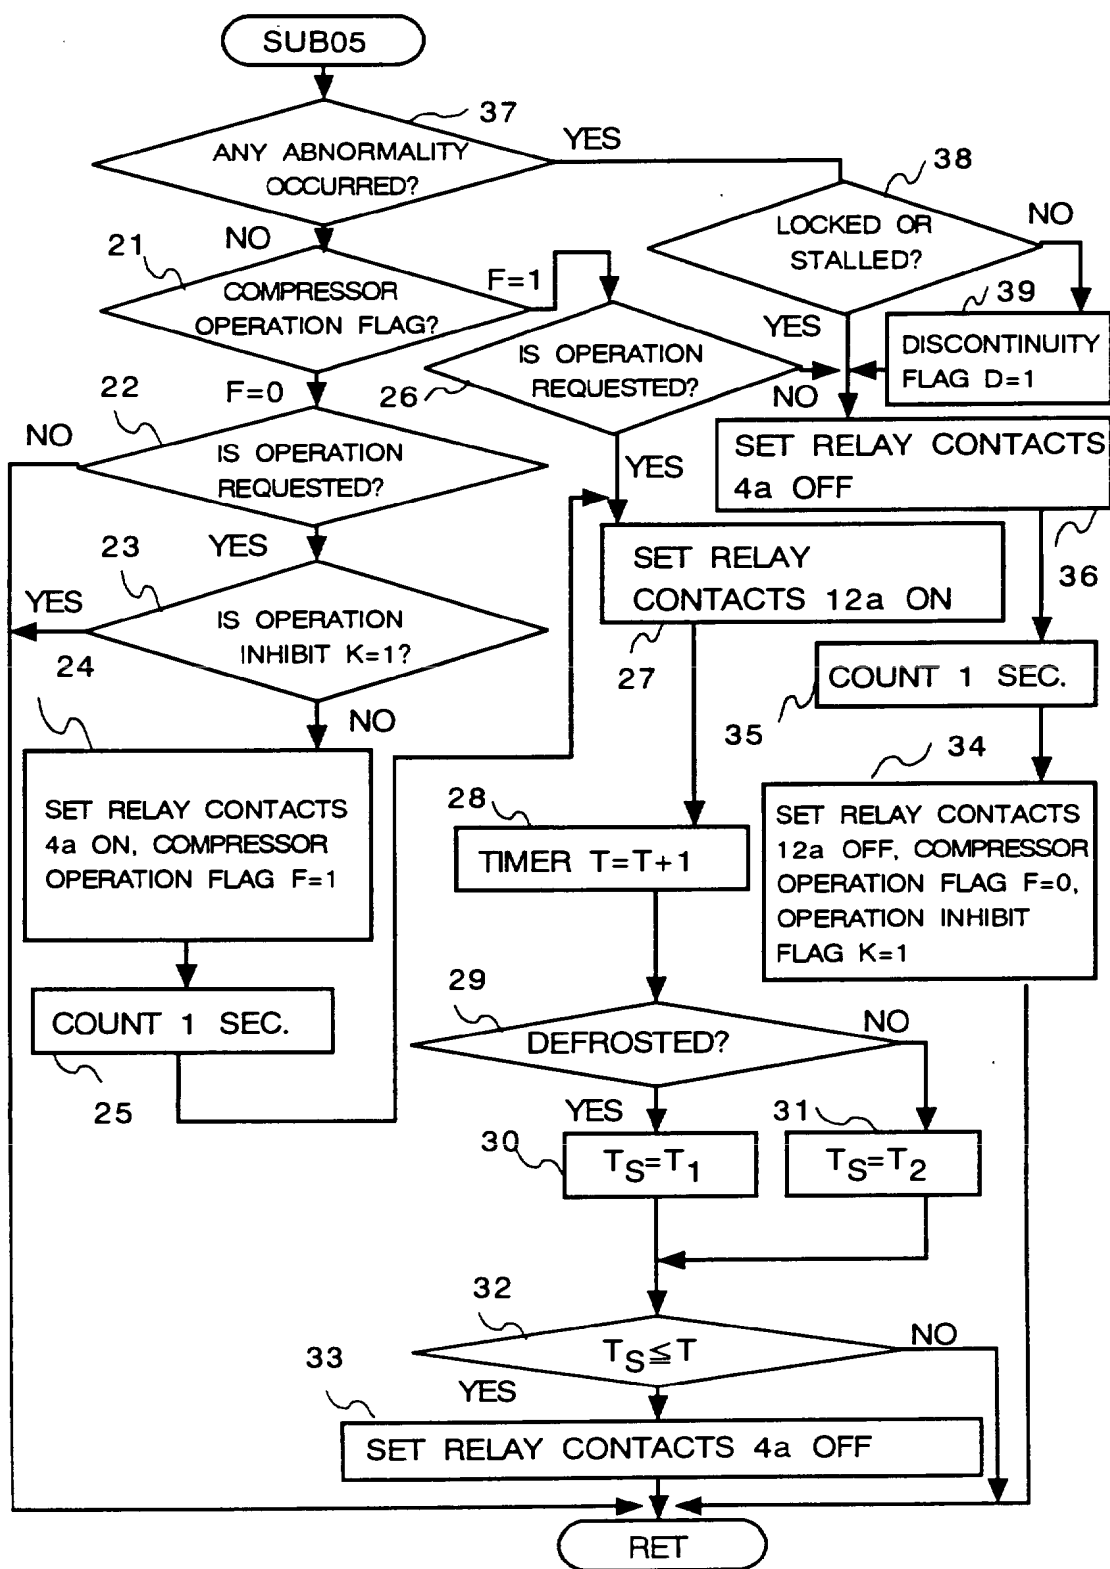 SUB05
37
ANY ABNORMALITY
OCCURRED?
YES
NO
38
LOCKED OR
STALLED?
NO
YES
39
DISCONTINUITY
FLAG D=1
21
COMPRESSOR
OPERATION FLAG?
F=1
F=0
26
IS OPERATION
REQUESTED?
NO
YES
22
NO
IS OPERATION
REQUESTED?
YES
23
YES
IS OPERATION
INHIBIT K=1?
NO
24
SET RELAY CONTACTS
4a ON, COMPRESSOR
OPERATION FLAG F=1
COUNT 1 SEC.
25
SET RELAY CONTACTS
4a OFF
36
SET RELAY
CONTACTS 12a ON
27
COUNT 1 SEC.
35
34
SET RELAY CONTACTS
12a OFF, COMPRESSOR
OPERATION FLAG F=0,
OPERATION INHIBIT
FLAG K=1
28
TIMER T=T+1
29
DEFROSTED?
NO
YES
30
TS=T1
31
TS=T2
32
TS≦T
NO
YES
33
SET RELAY CONTACTS 4a OFF
RET